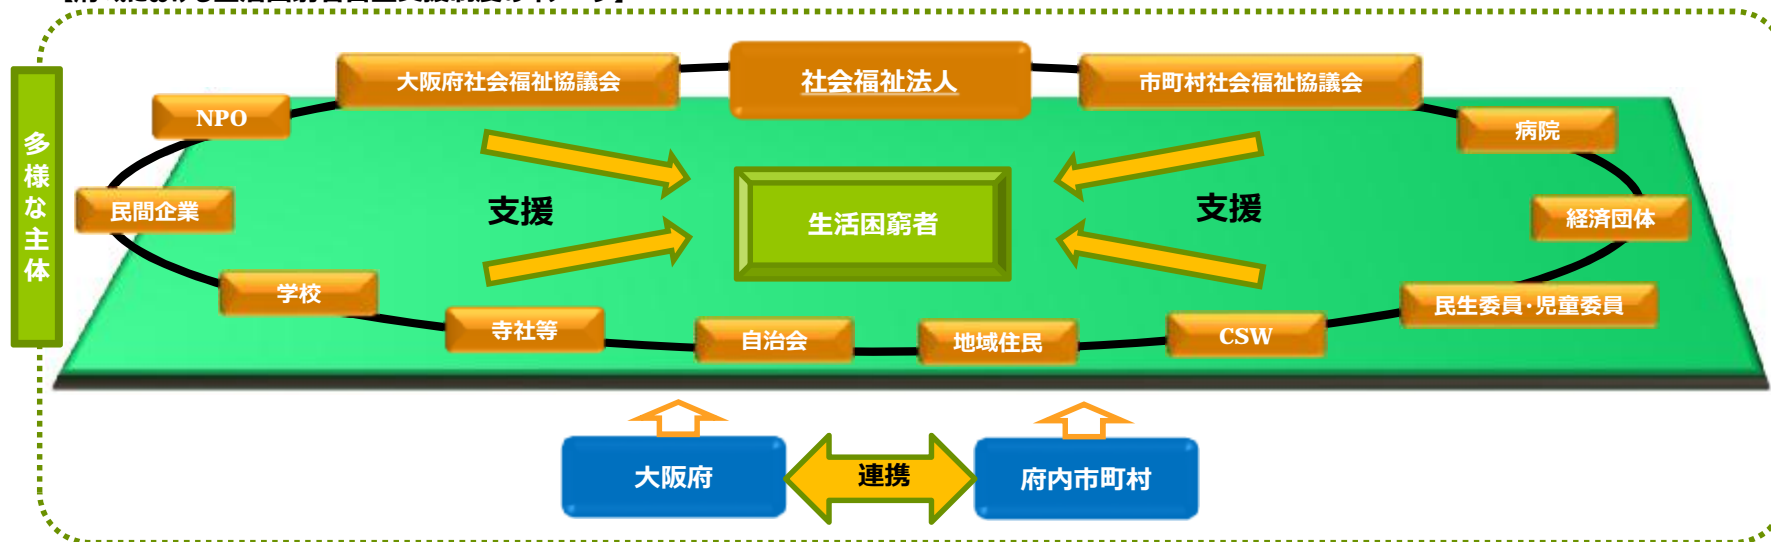 大阪府社会福祉協議会
社会福祉法人
市町村社会福祉協議会
NPO
病院
多様な主体
民間企業
支援
生活困窮者
支援
経済団体
学校
民生委員・児童委員
寺社等
自治会
地域住民
CSW
大阪府
連携
府内市町村